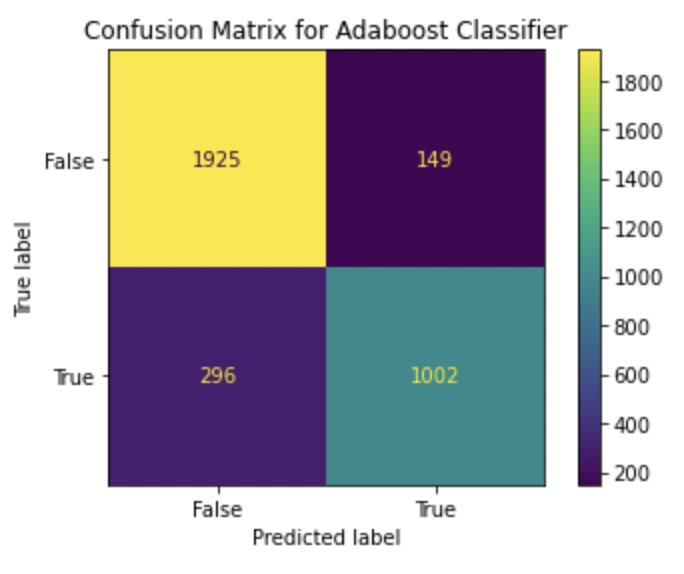 Confusion Matrix for Adaboost Classifier
1800
1600
1400
1200
1000
800
600
400
200
True label
False
1925
149
True
296
1002
False
True
Predicted label